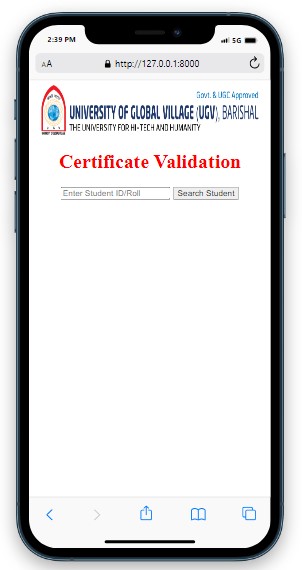 2:39 PM
5G
AA
http://127.0.0.1:8000
Govt. & UGC Approved
UNIVERSITY OF GLOBAL VILLAGE (UGV), BARISHAL
THE UNIVERSITY FOR HI-TECH AND HUMANITY
Certificate Validation
Enter Student ID/Roll
Search Student